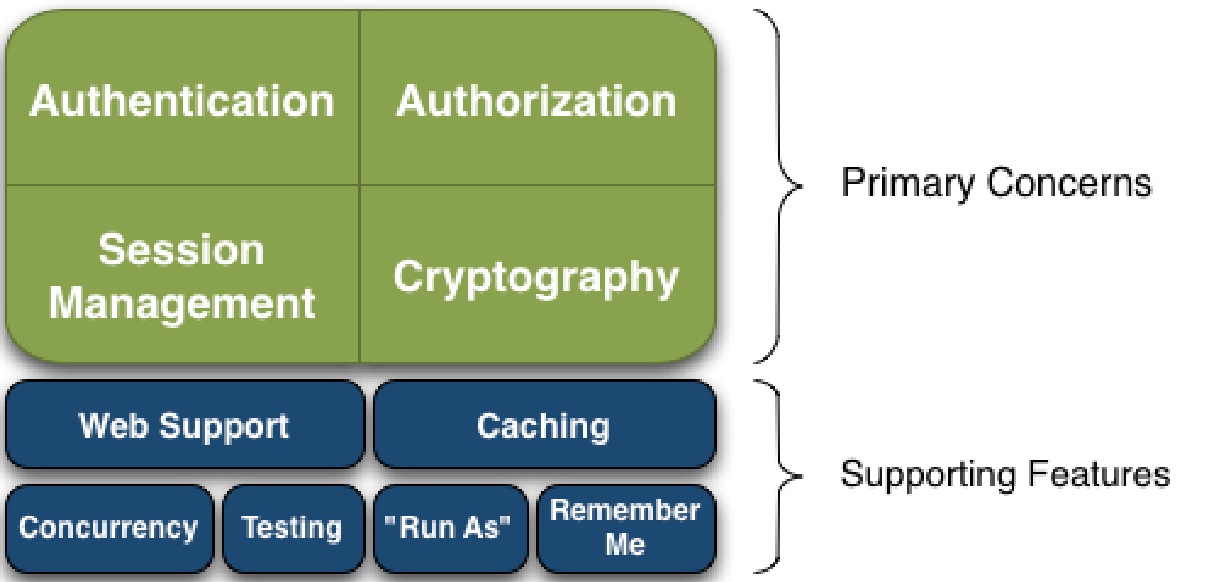 Authentication
Authorization
Session
Management
Cryptography
Primary Concerns
Web Support
Caching
Concurrency
Testing
"Run As"
Remember
Me
Supporting Features